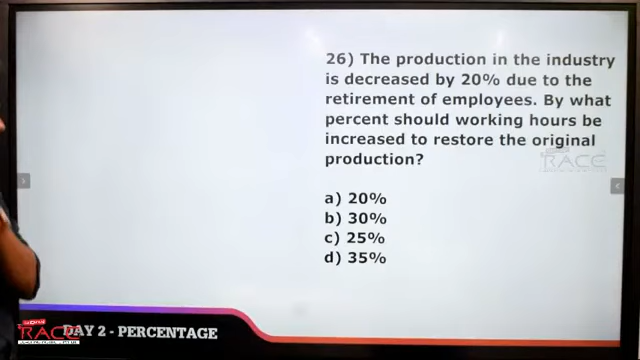 26) The production in the industry
is decreased by 20% due to the
retirement of employees. By what
percent should working hours be
increased to restore the original
production?
RACE
a) 20%
b) 30%
c) 25%
d) 35%
RACE
DAY 2 - PERCENTAGE